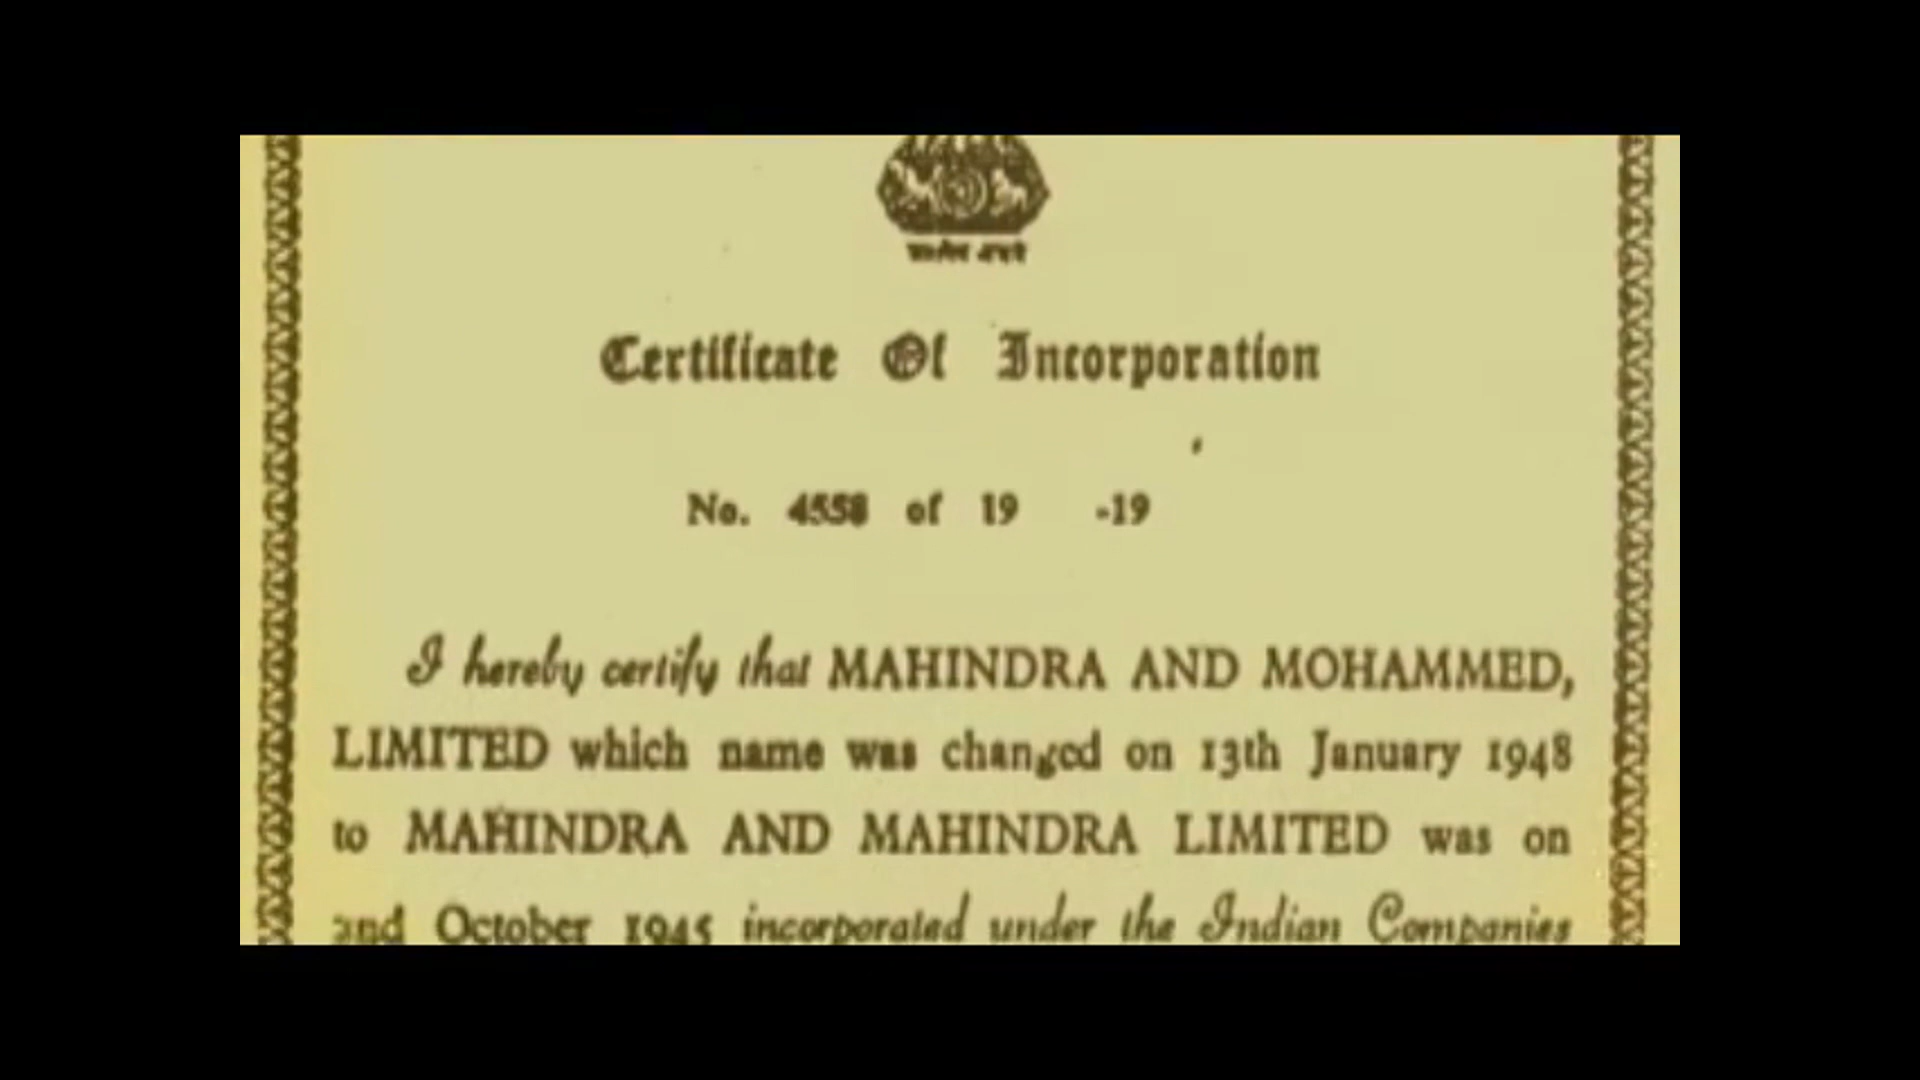 Certificate Of Incorporation
No. 4558 of 19 -19
I hereby certify that MAHINDRA AND MOHAMMED,
LIMITED which name was changed on 13th January 1948
to MAHINDRA AND MAHINDRA LIMITED was on
2nd October 1945 incorporated under the Indian Companies